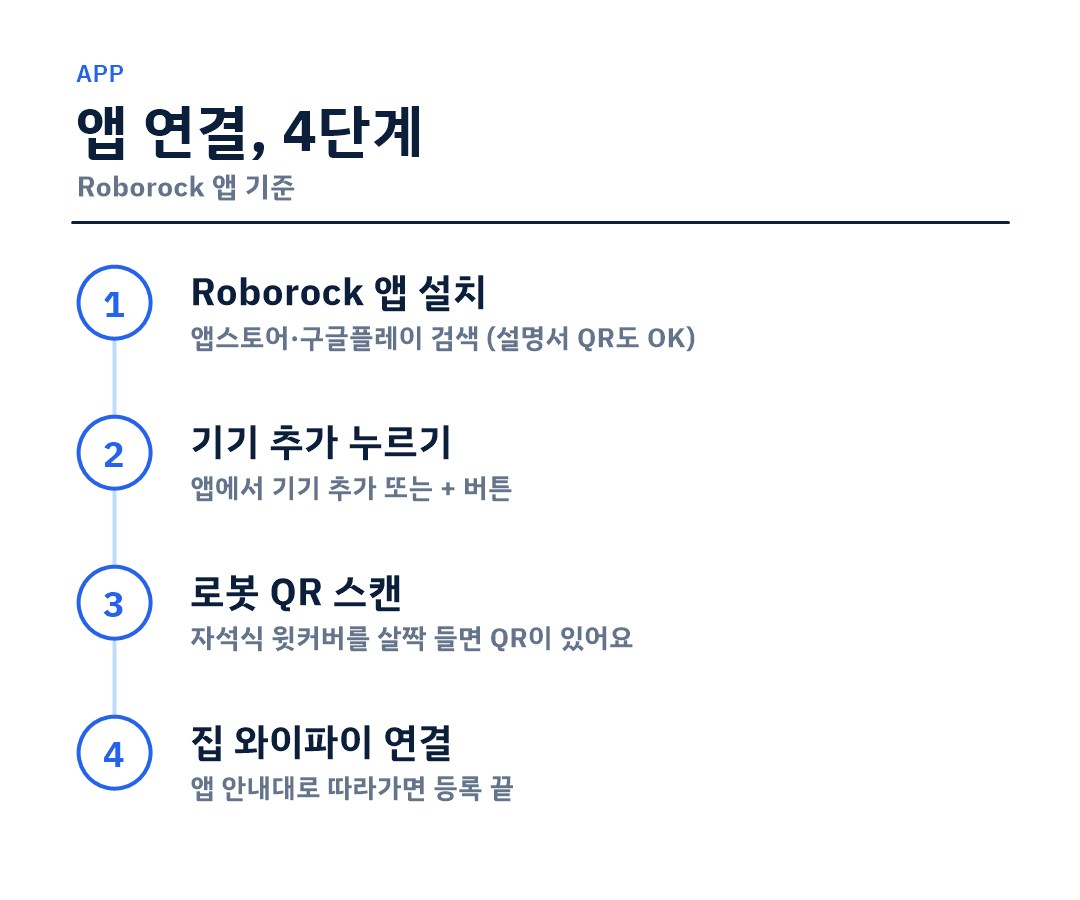 APP
앱 연결, 4단계
Roborock 앱 기준
1
Roborock 앱 설치
앱스토어·구글플레이 검색 (설명서 QR도 OK)
2
기기 추가 누르기
앱에서 기기 추가 또는 + 버튼
3
로봇 QR 스캔
자석식 윗커버를 살짝 들면 QR이 있어요
4
집 와이파이 연결
앱 안내대로 따라가면 등록 끝